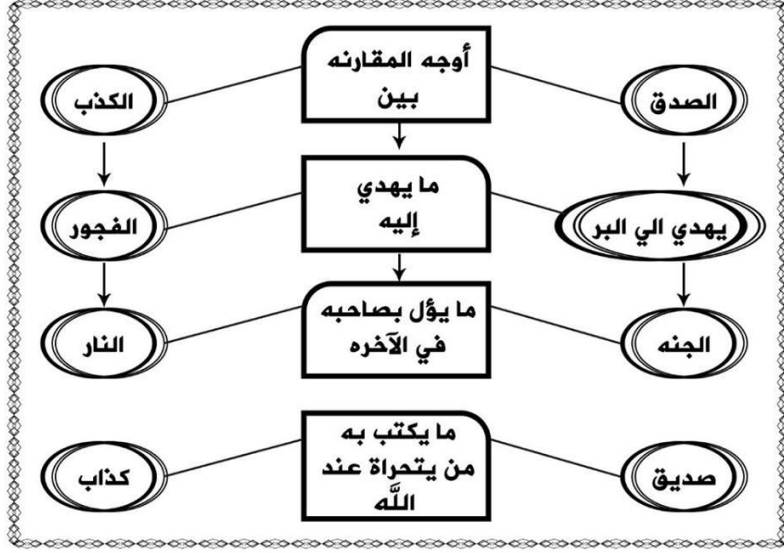 أوجه المقارنه
بين
الصدق
الكذب
ما يهدي
إليه
يهدي الي البر
الفجور
ما يؤل بصاحبه
في الآخره
الجنه
النار
ما يكتب به
من يتحراة عند
اللَّه
صديق
كذاب